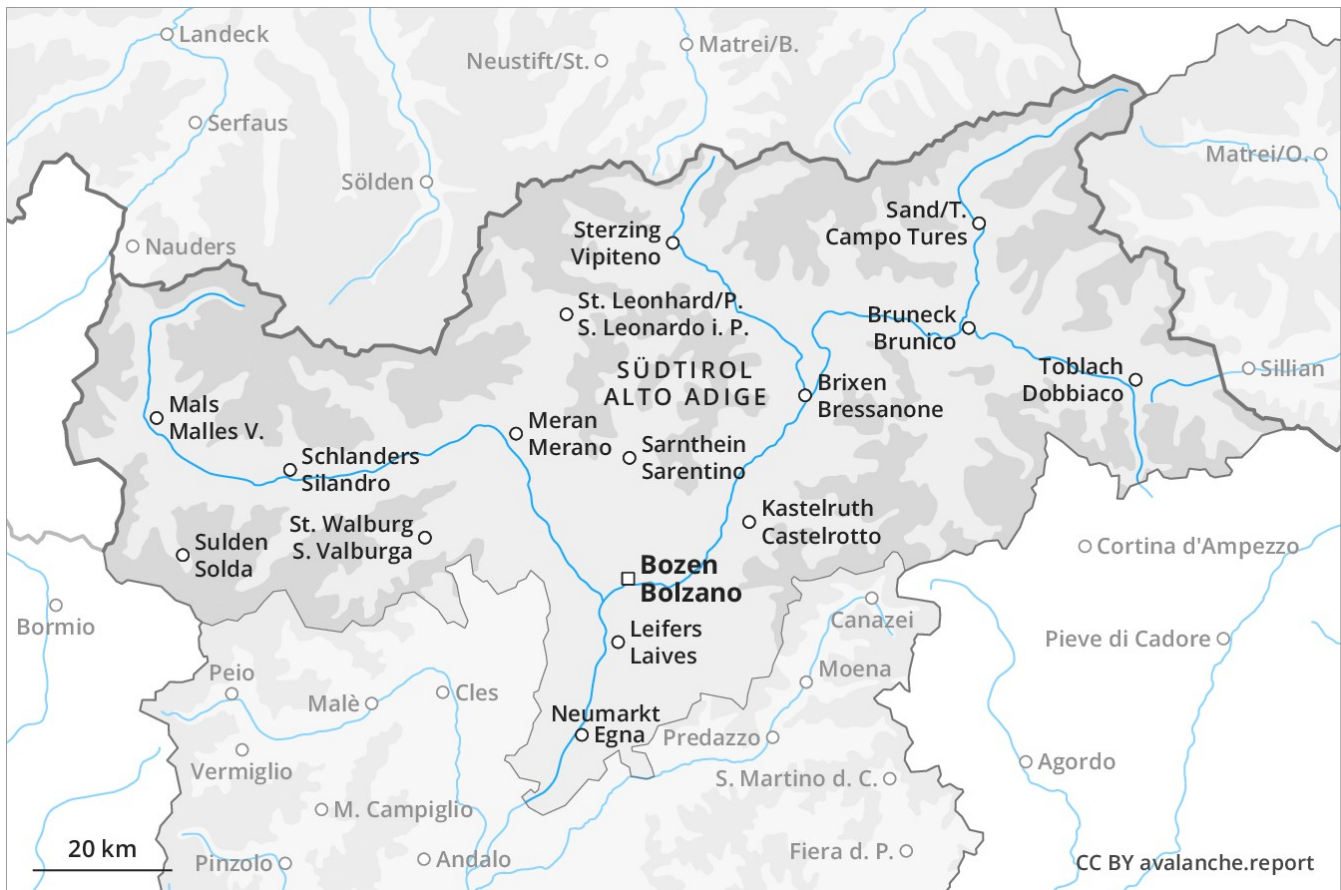 Landeck
Matrei/B.
Neustift/St.
Serfaus
Matrei/O.
Sölden
Sand/T.
Campo Tures
Sterzing
Vipiteno
Nauders
St. Leonhard/P.
S. Leonardo i. P.
Bruneck
Brunico
SÜDTIROL
ALTO ADIGE
Toblach
Dobbiaco
Sillian
Brixen
Bressanone
Mals
Malles V.
Meran
Merano
Sarnthein
Sarentino
Schlanders
Silandro
Kastelruth
Castelrotto
St. Walburg
S. Valburga
Sulden
Solda
Cortina d'Ampezzo
Bozen
Bolzano
Bormio
Canazei
Leifers
Laives
Pieve di Cadore
Peio
Moena
Malè
Cles
Neumarkt
Egna
Predazzo
Vermiglio
Agordo
S. Martino d. C.
M. Campiglio
20 km
Pinzolo
Andalo
Fiera d. P.
CC BY avalanche.report